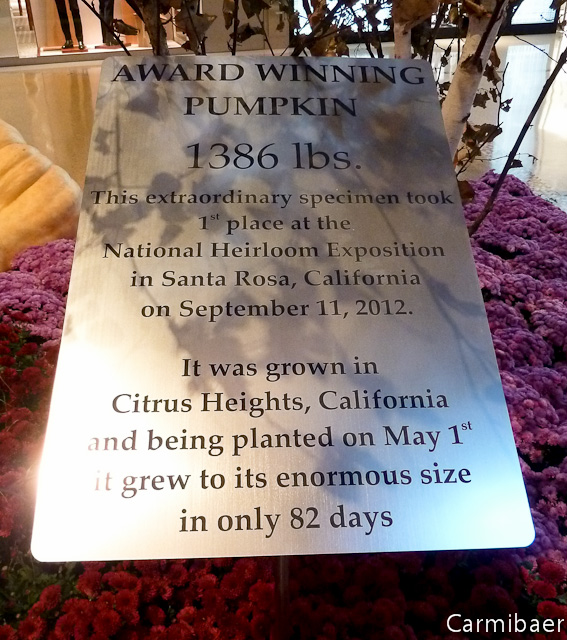 AWARD WINNING
PUMPKIN
1386 lbs.
This extraordinary specimen took
1st place at the
National Heirloom Exposition
in Santa Rosa, California
on September 11, 2012.
It was grown in
Citrus Heights, California
and being planted on May 1st
it grew to its enormous size
in only 82 days
Carmibaer